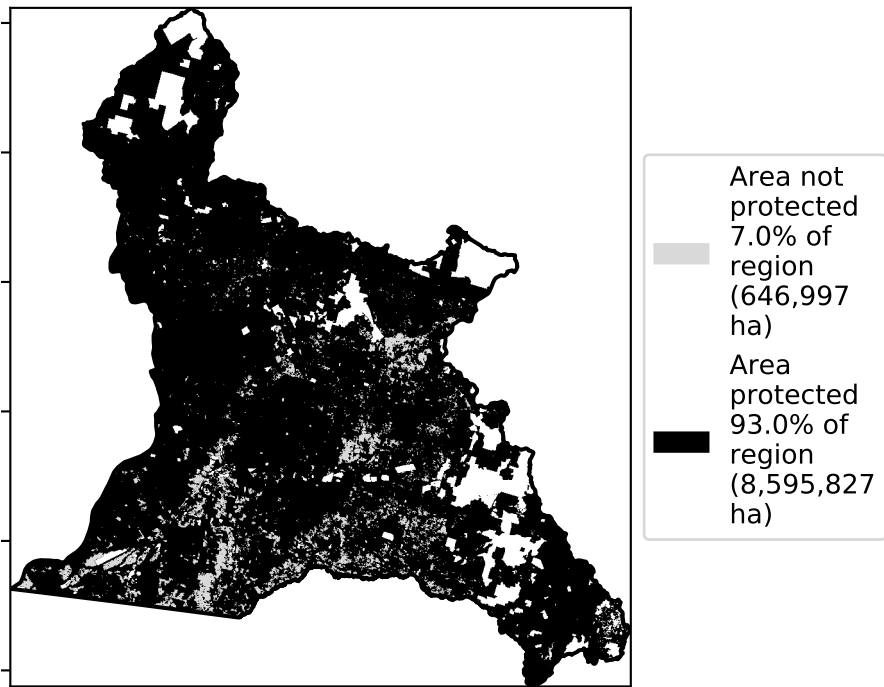 Area not
protected
7.0% of
region
(646,997
ha)
Area
protected
93.0% of
region
(8,595,827
ha)